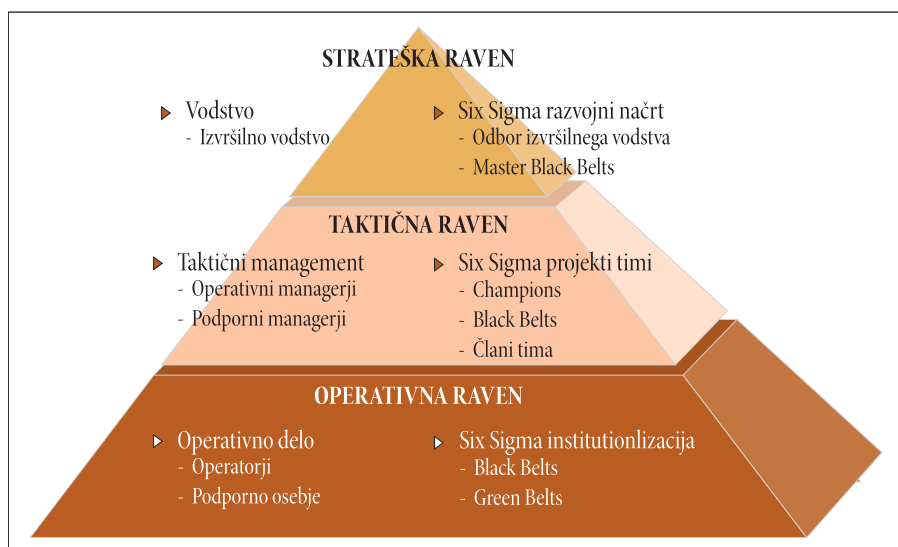 STRATEŠKA RAVEN
Vodstvo
- Izvršilno vodstvo
Six Sigma razvojni načrt
- Odbor izvršilnega vodstva
- Master Black Belts
TAKTIČNA RAVEN
Taktični management
- Operativni managerji
- Podporni managerji
Six Sigma projekti timi
- Champions
- Black Belts
- Člani tima
OPERATIVNA RAVEN
Operativno delo
- Operatorji
- Podporno osebje
Six Sigma institutionlizacija
- Black Belts
- Green Belts